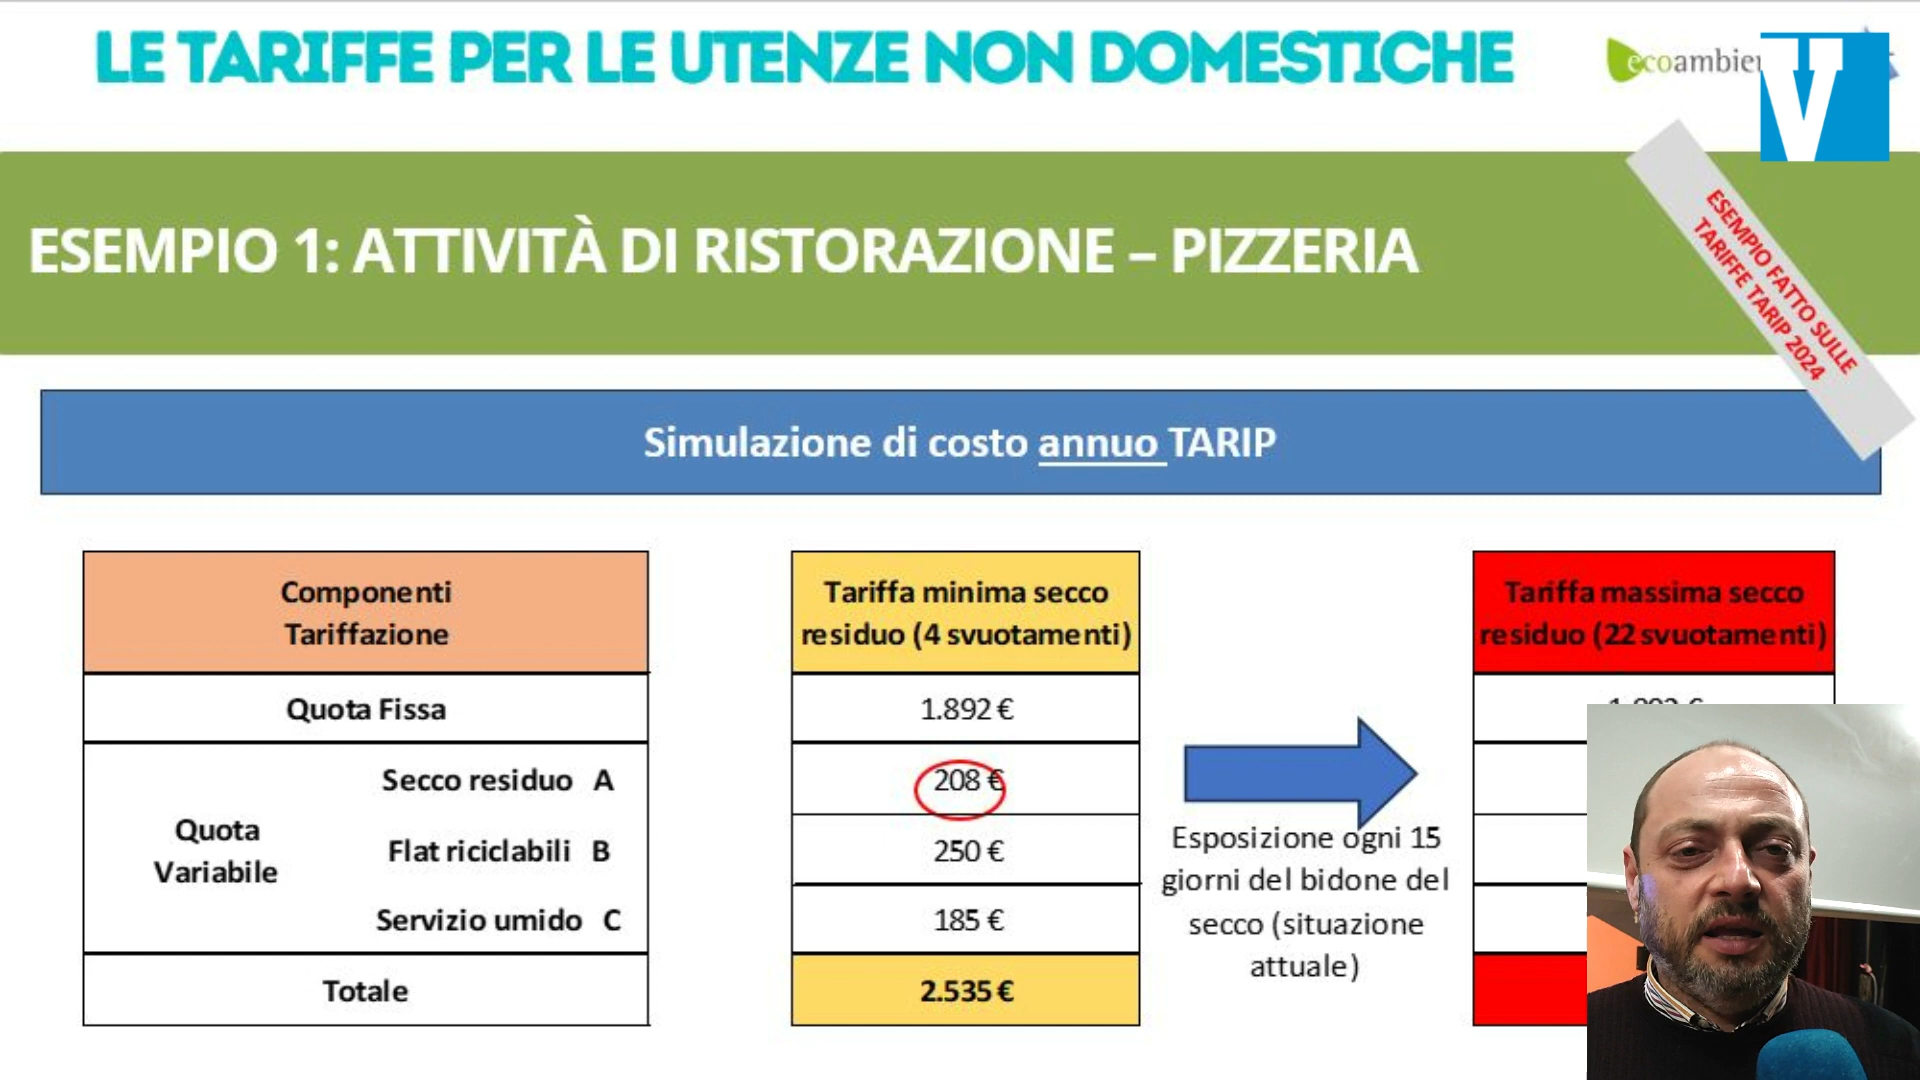 LE TARIFFE PER LE UTENZE NON DOMESTICHE
V
ESEMPIO 1: ATTIVITÀ DI RISTORAZIONE – PIZZERIA
ESEMPIO FATTO SULLE
TARIFFE TARIP 2024
Simulazione di costo annuo TARIP
Componenti
Tariffazione
Tariffa minima secco
residuo (4 svuotamenti)
Tariffa massima secco
residuo (22 svuotamenti)
Quota Fissa
1.892 €
Quota
Variabile
Secco residuo A
208 €
Flat riciclabili B
250 €
Servizio umido C
185 €
Esposizione ogni 15
giorni del bidone del
secco (situazione
attuale)
Totale
2.535 €